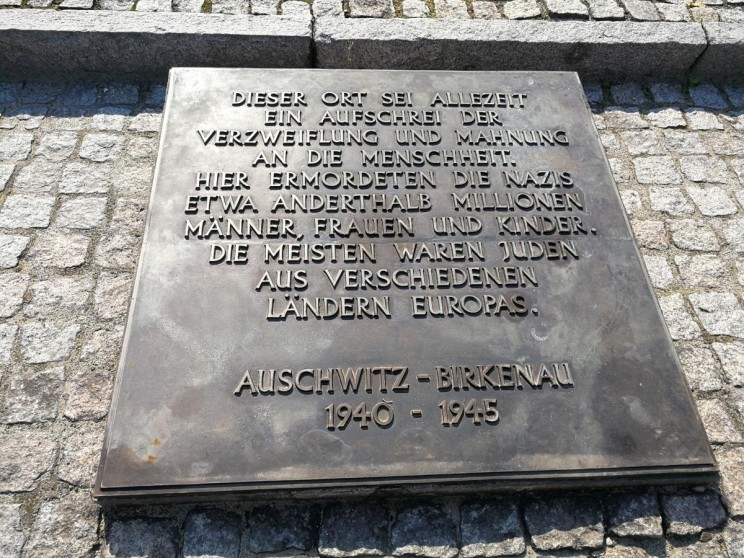 DIESER ORT SEI ALLEZEIT
EIN AUFSCHREI DER
VERZWEIFLUNG UND MAHNUNG
AN DIE MENSCHHEIT.
HIER ERMORDETEN DIE NAZIS
ETWA ANDERTHALB MILLIONEN
MÄNNER, FRAUEN UND KINDER.
DIE MEISTEN WAREN JUDEN
AUS VERSCHIEDENEN
LÄNDERN EUROPAS.
AUSCHWITZ - BIRKENAU
1940 - 1945